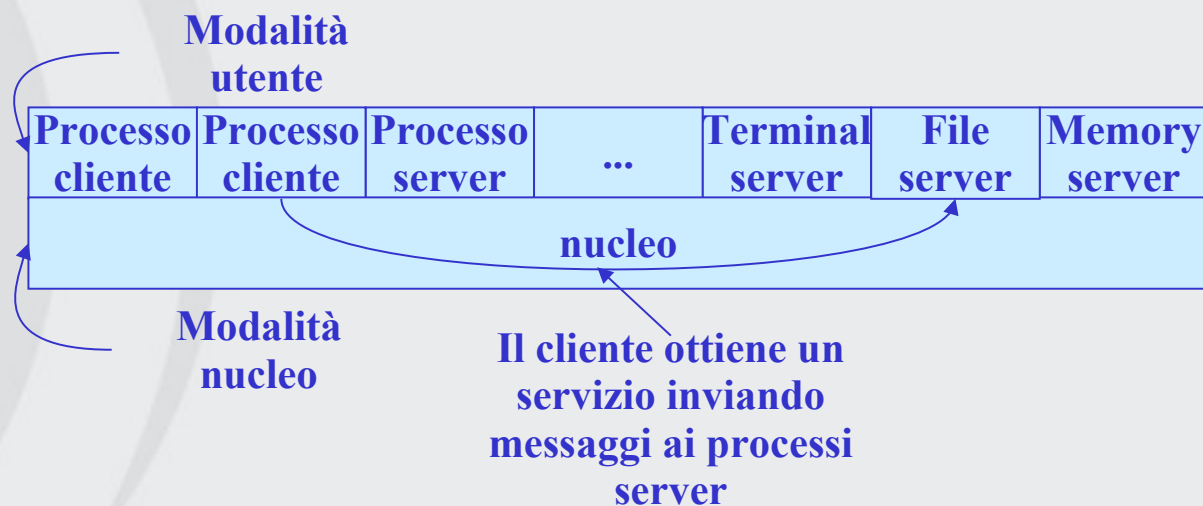 Modalità
utente
Processo
cliente
Processo
cliente
Processo
server
...
Terminal
server
File
server
Memory
server
nucleo
Modalità
nucleo
Il cliente ottiene un
servizio inviando
messaggi ai processi
server